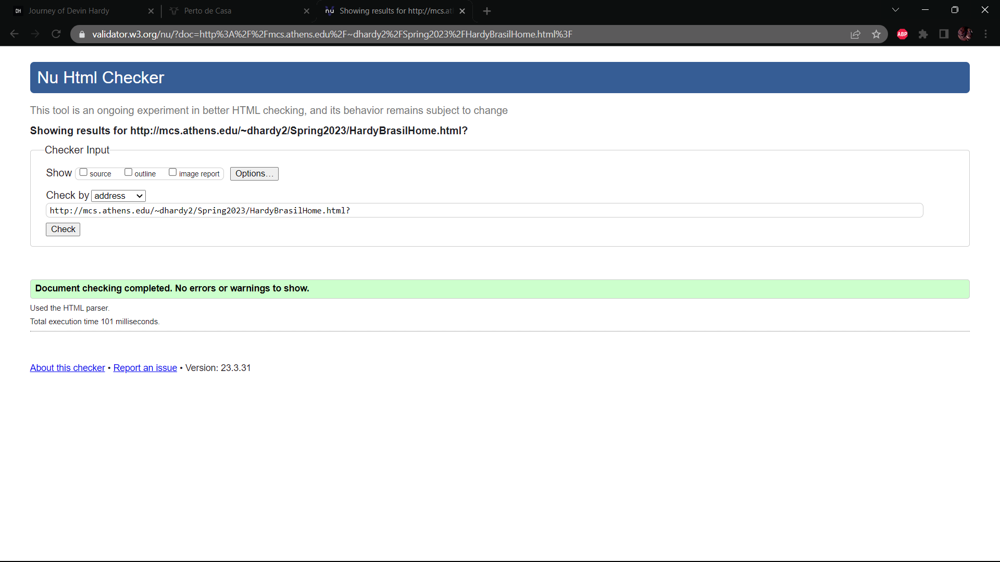 DH Journey of Devin Hardy
Perto de Casa
nu Showing results for http://mcs.at
validator.w3.org/nu/?doc=http%3A%2F%2Fmcs.athens.edu%2F~dhardy2%2FSpring2023%2FHardyBrasilHome.html%3F
ABP
Nu Html Checker
This tool is an ongoing experiment in better HTML checking, and its behavior remains subject to change
Showing results for http://mcs.athens.edu/~dhardy2/Spring2023/HardyBrasilHome.html?
Checker Input
Show source outline image report Options...
Check by address
http://mcs.athens.edu/~dhardy2/Spring2023/HardyBrasilHome.html?
Check
Document checking completed. No errors or warnings to show.
Used the HTML parser.
Total execution time 101 milliseconds.
About this checker • Report an issue • Version: 23.3.31